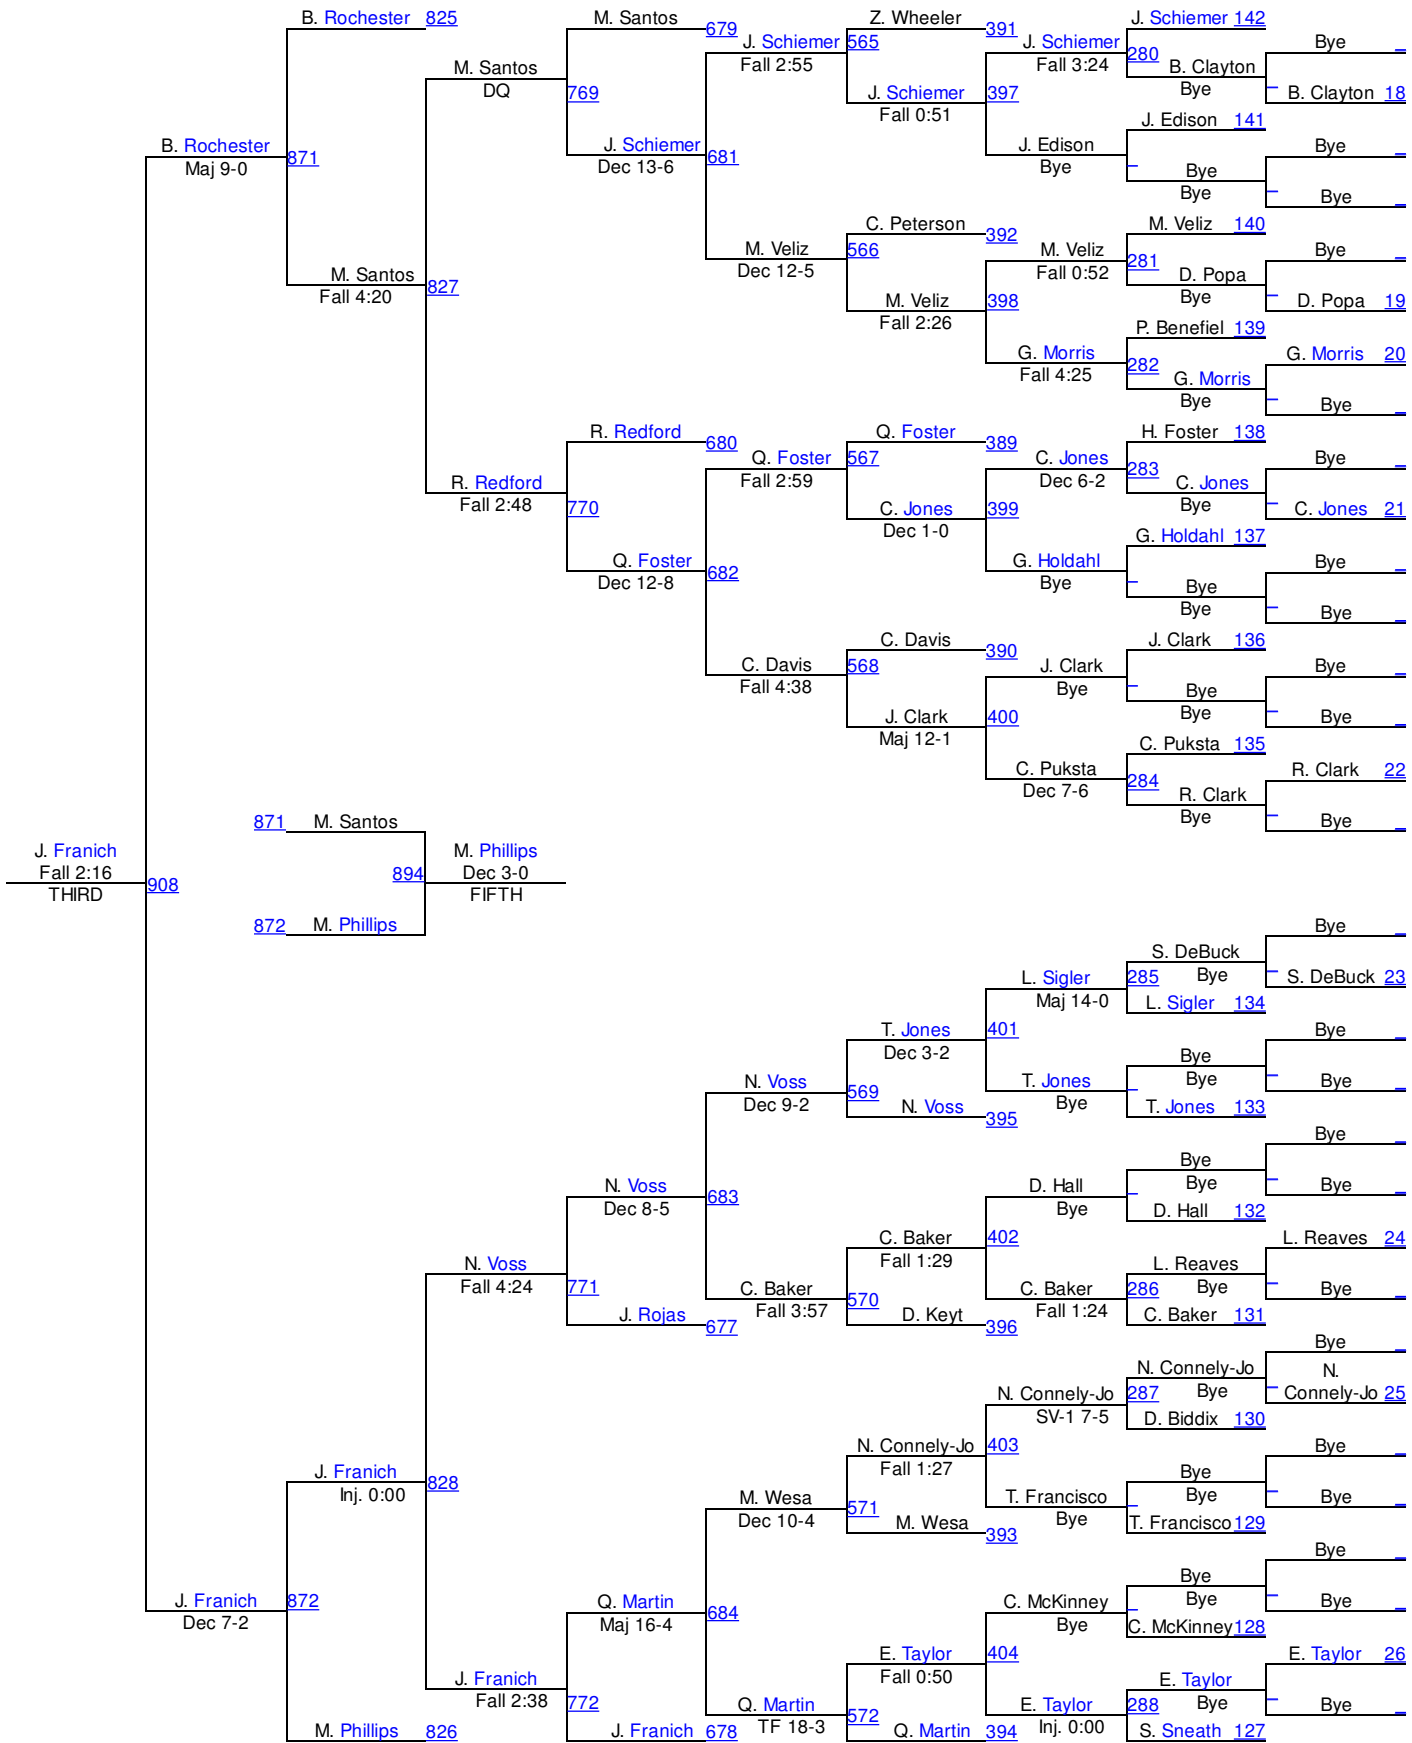 B. Rochester 825
M. Santos 679
Z. Wheeler 391
J. Schiemer 142
J. Schiemer 565
Fall 2:55
J. Schiemer 280
Fall 3:24
Bye
B. Clayton
Bye
M. Santos
DQ
769
J. Schiemer 397
Fall 0:51
B. Clayton 18
J. Edison 141
B. Rochester
Maj 9-0
871
J. Schiemer 681
Dec 13-6
J. Edison
Bye
Bye
Bye
Bye
Bye
C. Peterson 392
M. Veliz 140
M. Veliz
Dec 12-5
566
M. Veliz
Fall 0:52
281
Bye
D. Popa
Bye
M. Santos
Fall 4:20
827
M. Veliz
Fall 2:26
398
D. Popa 19
P. Benefiel 139
G. Morris
Fall 4:25
282
G. Morris 20
G. Morris
Bye
Bye
R. Redford 680
Q. Foster 389
H. Foster 138
Q. Foster
Fall 2:59
567
C. Jones
Dec 6-2
283
Bye
C. Jones
Bye
R. Redford
Fall 2:48
770
C. Jones
Dec 1-0
399
C. Jones 21
G. Holdahl 137
Q. Foster
Dec 12-8
682
G. Holdahl
Bye
Bye
Bye
Bye
Bye
C. Davis 390
J. Clark 136
C. Davis
Fall 4:38
568
J. Clark
Bye
Bye
Bye
Bye
Bye
J. Clark
Maj 12-1
400
C. Puksta 135
C. Puksta
Dec 7-6
284
R. Clark 22
R. Clark
Bye
Bye
871 M. Santos
J. Franich
Fall 2:16
THIRD
908
894
M. Phillips
Dec 3-0
FIFTH
872 M. Phillips
Bye
S. DeBuck
Bye
285
S. DeBuck 23
L. Sigler
Maj 14-0
L. Sigler 134
T. Jones
Dec 3-2
401
Bye
Bye
Bye
Bye
T. Jones
Bye
T. Jones 133
N. Voss
Dec 9-2
569
N. Voss 395
Bye
Bye
Bye
Bye
N. Voss
Dec 8-5
683
D. Hall
Bye
D. Hall 132
C. Baker
Fall 1:29
402
L. Reaves 24
L. Reaves
Bye
Bye
N. Voss
Fall 4:24
771
C. Baker
Fall 3:57
570
C. Baker
Fall 1:24
286
C. Baker 131
J. Rojas 677
D. Keyt 396
Bye
N. Connely-Jo
Bye
N.
Connely-Jo 25
N. Connely-Jo
SV-1 7-5
287
D. Biddix 130
N. Connely-Jo
Fall 1:27
403
Bye
Bye
Bye
Bye
J. Franich
Inj. 0:00
828
M. Wesa
Dec 10-4
571
T. Francisco
Bye
T. Francisco 129
M. Wesa 393
Bye
Bye
Bye
Bye
J. Franich
Dec 7-2
872
Q. Martin
Maj 16-4
684
C. McKinney
Bye
C. McKinney 128
E. Taylor
Fall 0:50
404
E. Taylor 26
E. Taylor
Bye
Bye
J. Franich
Fall 2:38
772
Q. Martin
TF 18-3
572
E. Taylor
Inj. 0:00
288
M. Phillips 826
J. Franich 678
Q. Martin 394
S. Sneath 127